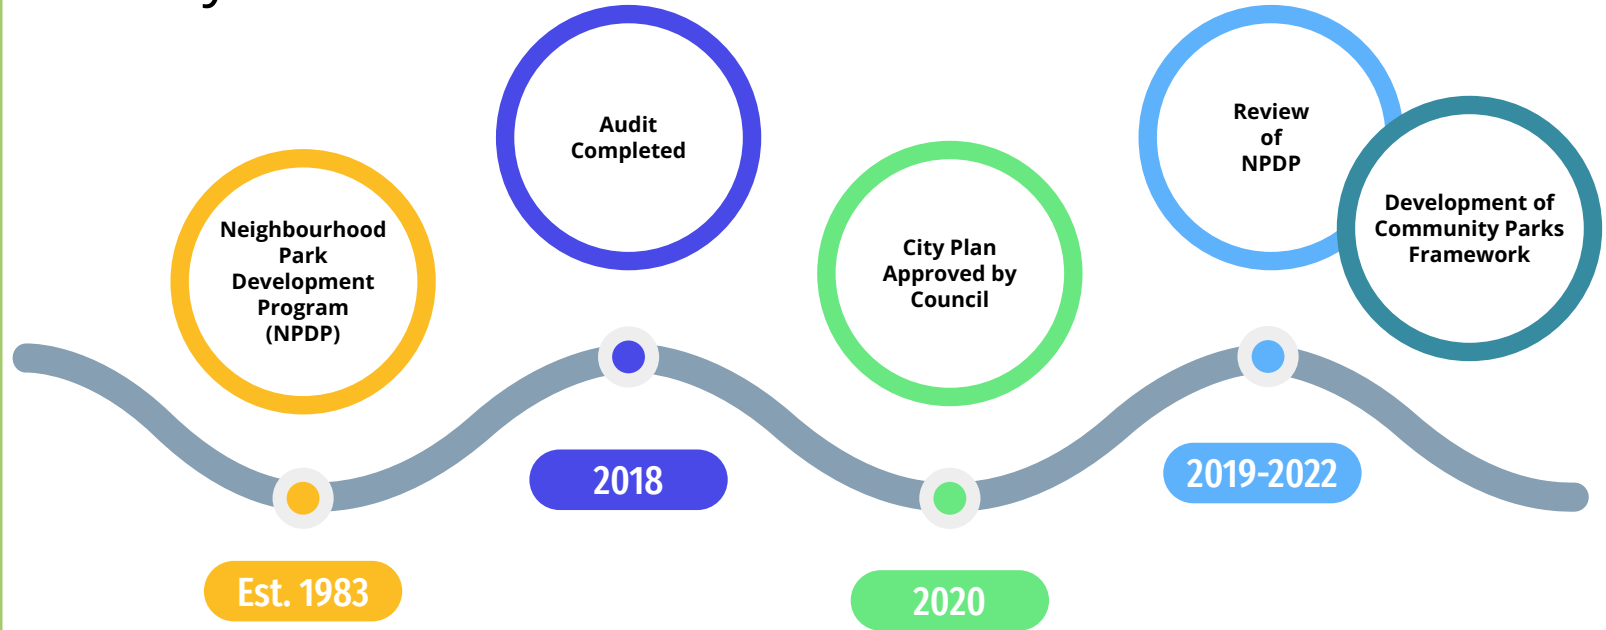 Neighbourhood
Park
Development
Program
(NPDP)
Est. 1983
Audit
Completed
2018
City Plan
Approved by
Council
2020
Review
of
NPDP
Development of
Community Parks
Framework
2019-2022